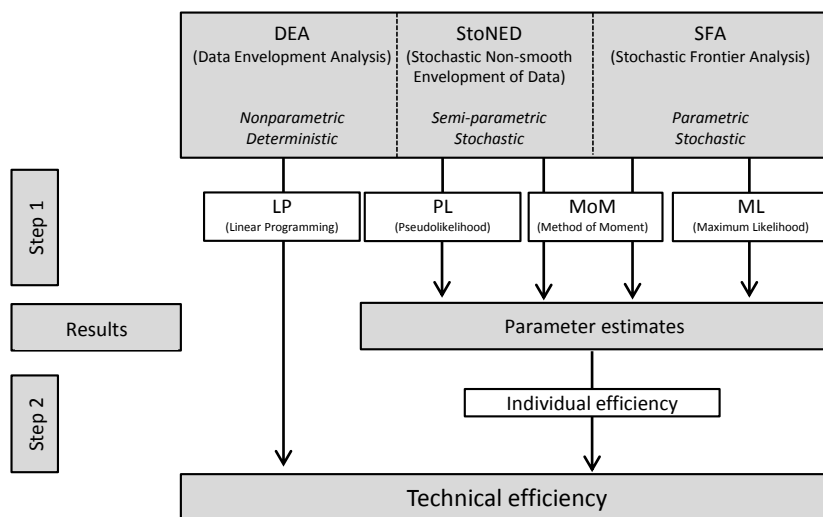 DEA
(Data Envelopment Analysis)
Nonparametric
Deterministic
StoNED
(Stochastic Non-smooth
Envelopment of Data)
Semi-parametric
Stochastic
SFA
(Stochastic Frontier Analysis)
Parametric
Stochastic
Step 1
LP
(Linear Programming)
PL
(Pseudolikelihood)
MoM
(Method of Moment)
ML
(Maximum Likelihood)
Results
Parameter estimates
Step 2
Individual efficiency
Technical efficiency